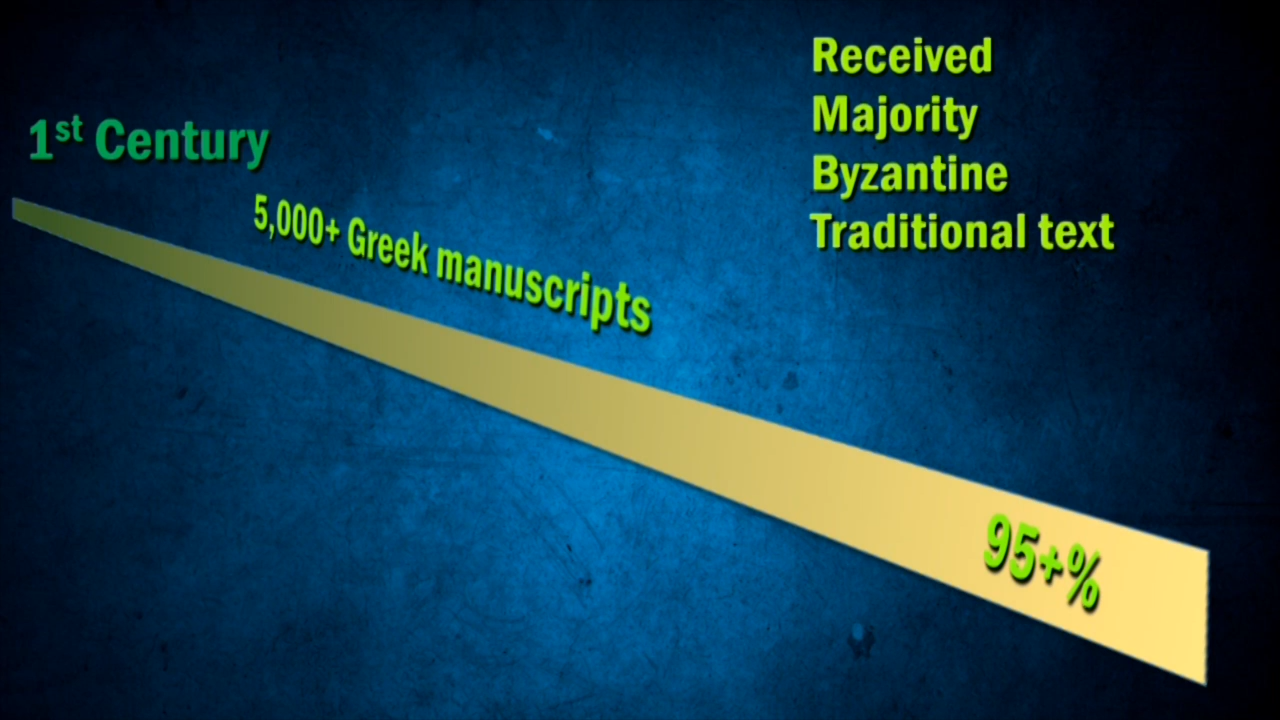 1st Century
5,000+ Greek manuscripts
Received
Majority
Byzantine
Traditional text
95+%